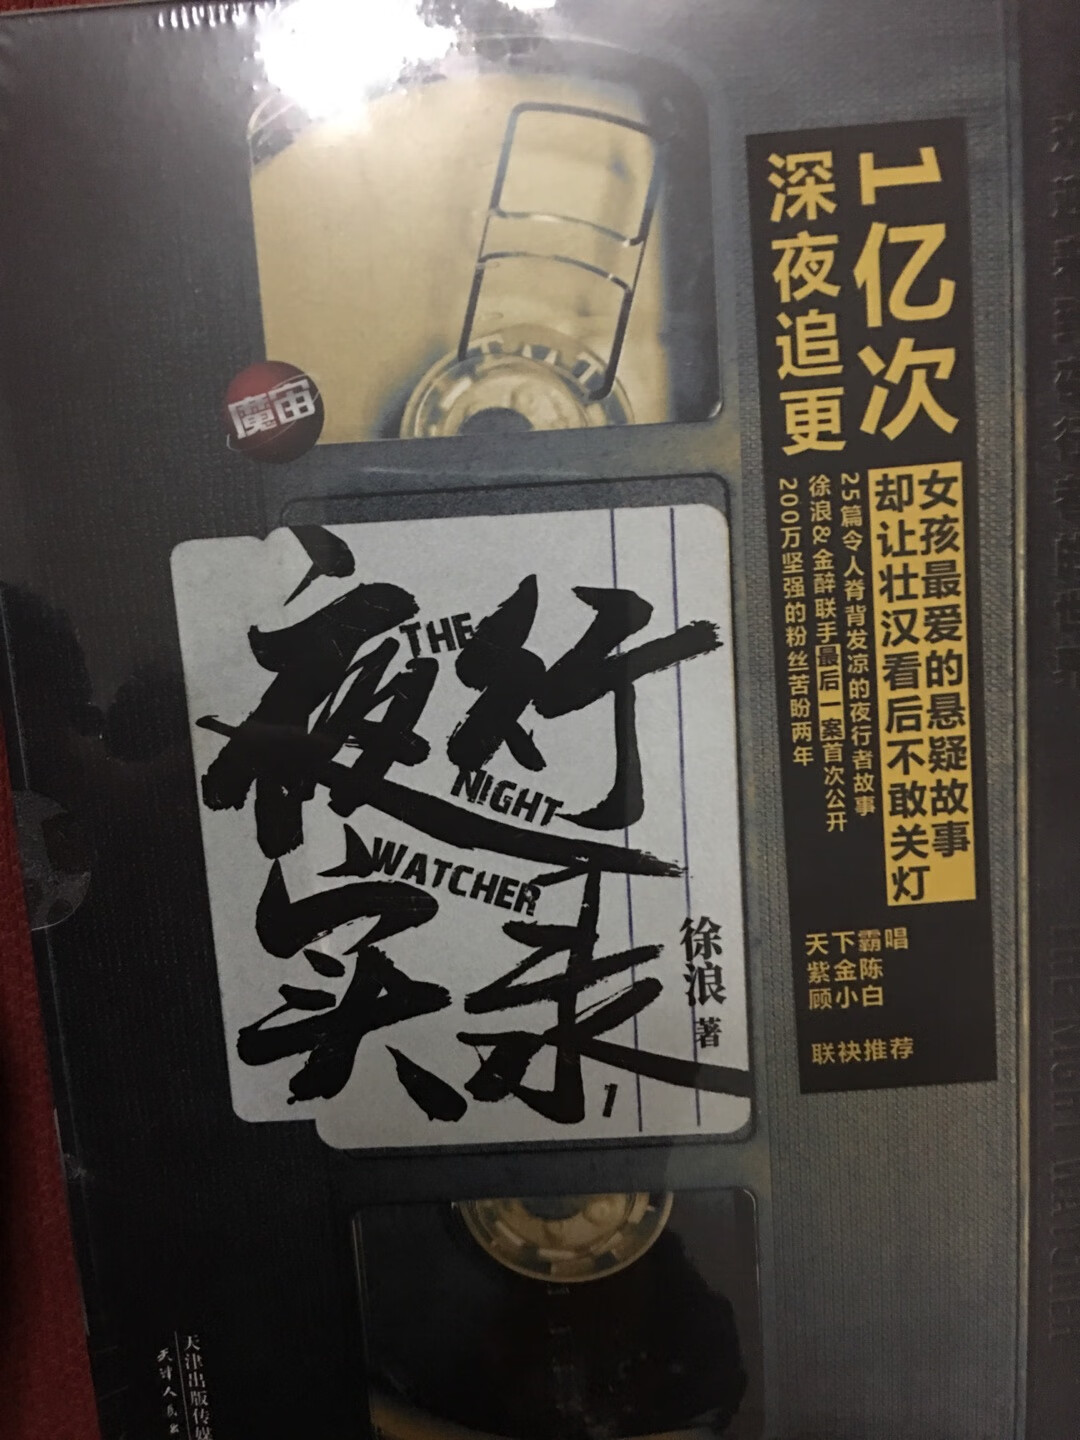 1亿次
深夜追更
女孩最爱的悬疑故事
却让壮汉看后不敢关灯
25篇令人脊背发凉的夜行者故事
徐浪&金醉联手最后一案首次公开
200万坚强的粉丝苦盼两年
天下霸唱
紫金陈
顾小白
联袂推荐
魔宙
夜行
实录
THE
NIGHT
WATCHER
1
徐浪 著
天津出版传媒
天津人民出